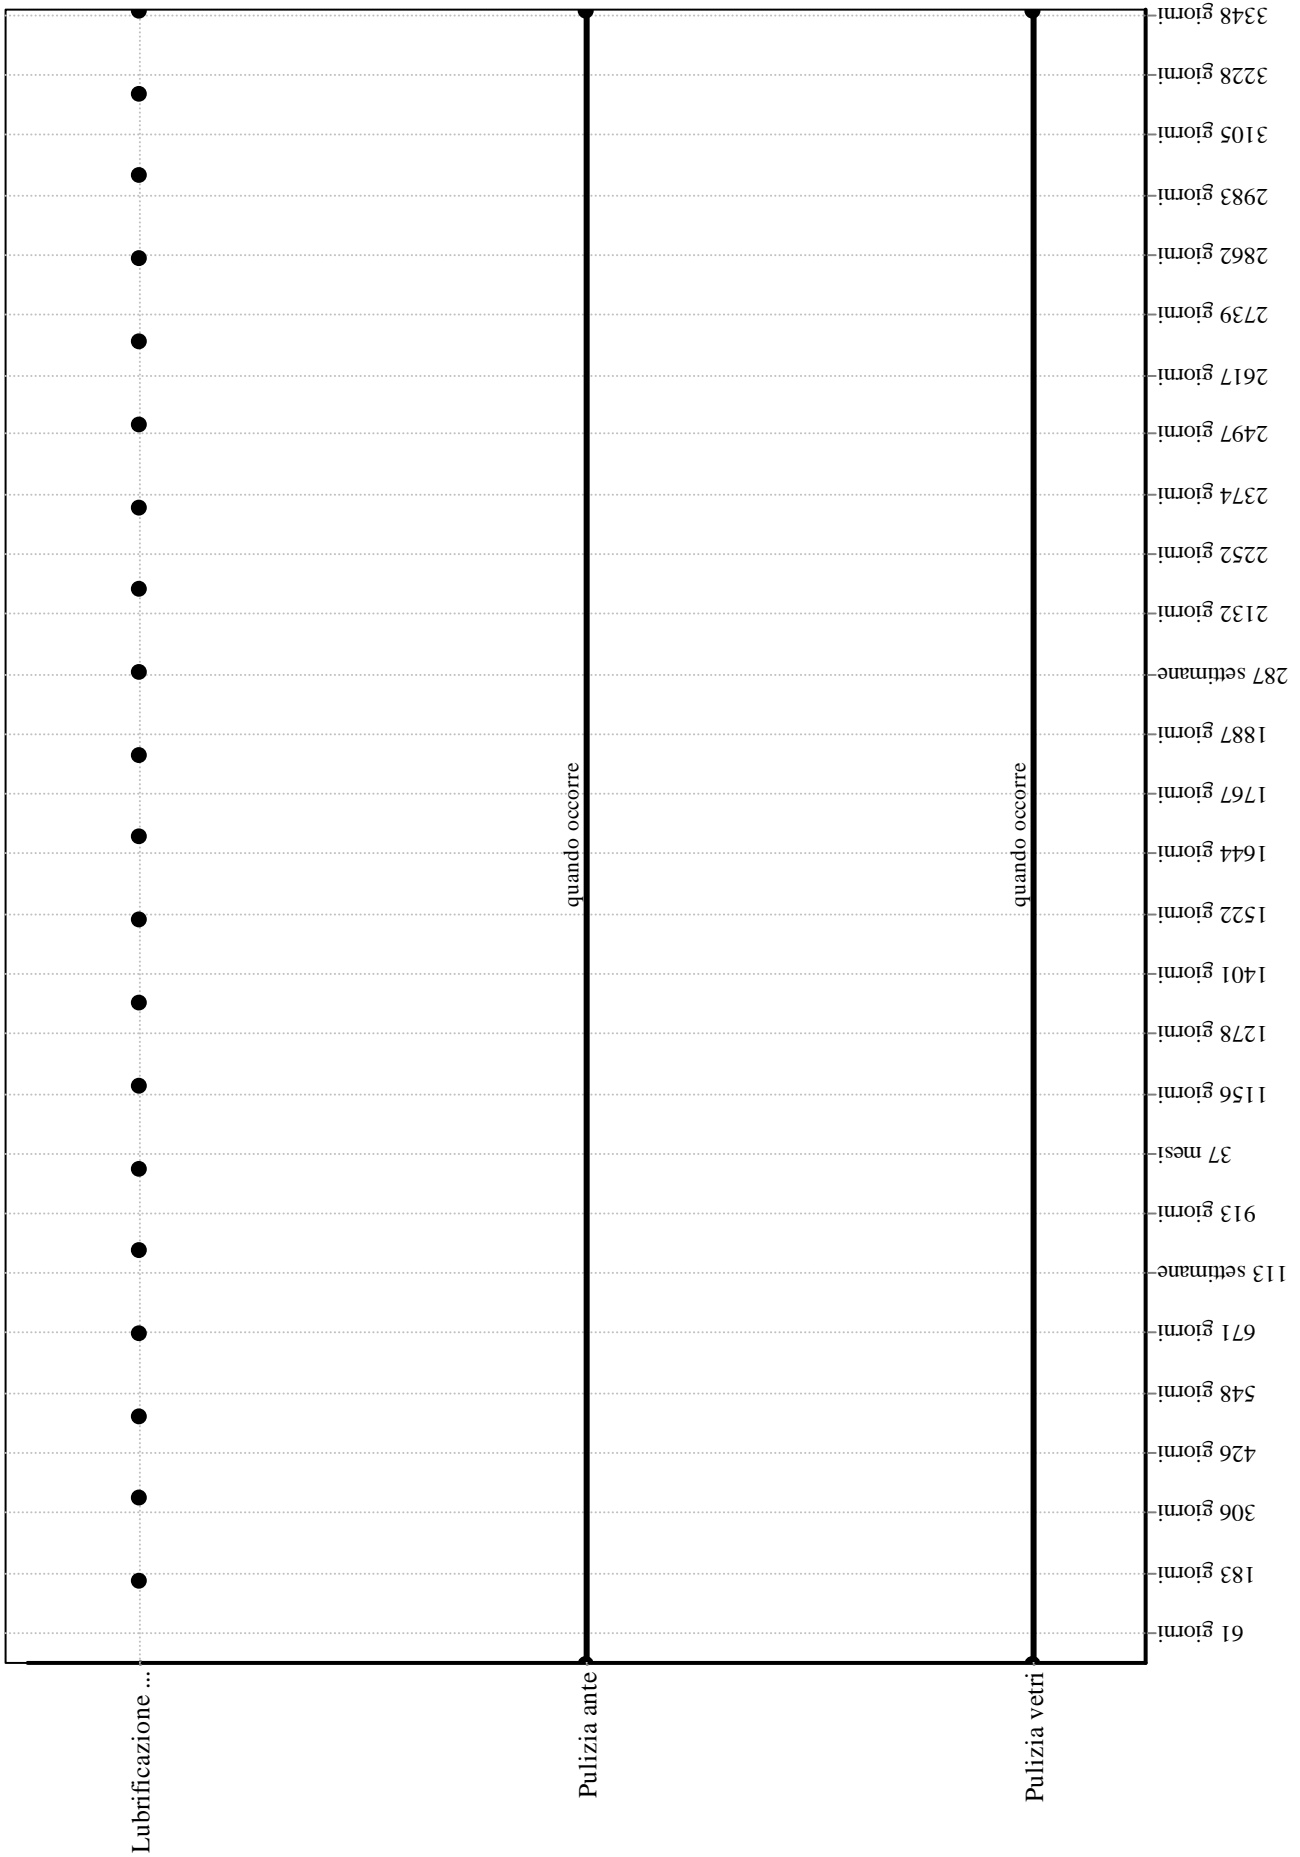 Lubrificazione ...
Pulizia ante
quando occorre
Pulizia vetri
quando occorre
61 giorni
183 giorni
306 giorni
426 giorni
548 giorni
671 giorni
113 settimane
913 giorni
37 mesi
1156 giorni
1278 giorni
1401 giorni
1522 giorni
1644 giorni
1767 giorni
1887 giorni
287 settimane
2132 giorni
2252 giorni
2374 giorni
2497 giorni
2617 giorni
2739 giorni
2862 giorni
2983 giorni
3105 giorni
3228 giorni
3348 giorni